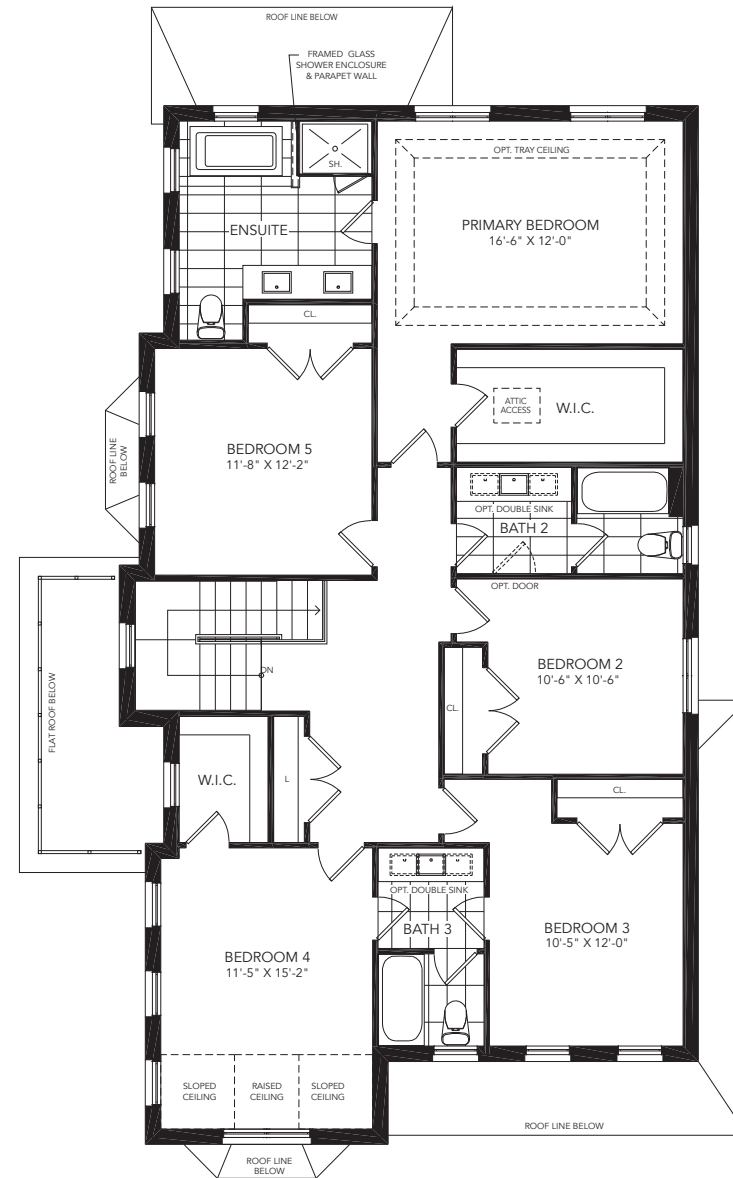 ROOF LINE BELOW
FRAMED GLASS
SHOWER ENCLOSURE
& PARAPET WALL
SH.
OPT. TRAY CEILING
ENSUITE
PRIMARY BEDROOM
16'-6" X 12'-0"
CL.
ATTIC
ACCESS
W.I.C.
BEDROOM 5
11'-8" X 12'-2"
ROOF LINE
BELOW
OPT. DOUBLE SINK
BATH 2
OPT. DOOR
BEDROOM 2
10'-6" X 10'-6"
DN
FLAT ROOF BELOW
CL.
W.I.C.
L
CL.
OPT. DOUBLE SINK
BATH 3
BEDROOM 3
10'-5" X 12'-0"
BEDROOM 4
11'-5" X 15'-2"
SLOPED
CEILING
RAISED
CEILING
SLOPED
CEILING
ROOF LINE BELOW
ROOF LINE
BELOW